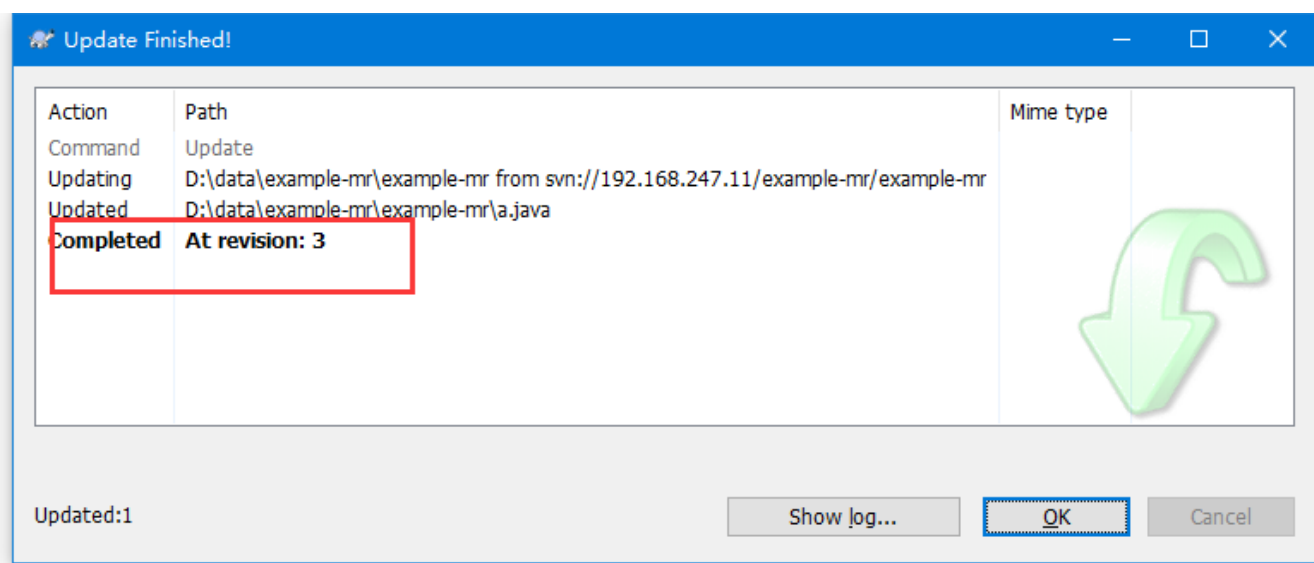 Update Finished!
Action Path Mime type
Command Update
Updating D:\data\example-mr\example-mr from svn://192.168.247.11/example-mr/example-mr
Updated D:\data\example-mr\example-mr\a.java
Completed At revision: 3
Updated:1
Show log... OK Cancel